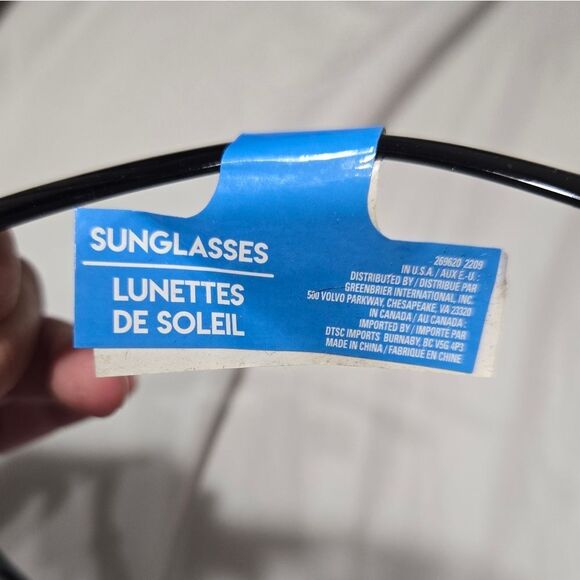 SUNGLASSES
LUNETTES
DE SOLEIL
269620 2209
IN U.S.A. / AUX É.-U. :
DISTRIBUTED BY / DISTRIBUÉ PAR
GREENBRIER INTERNATIONAL, INC.
500 VOLVO PARKWAY, CHESAPEAKE, VA 23320
IN CANADA / AU CANADA :
IMPORTED BY / IMPORTÉ PAR
DTSC IMPORTS BURNABY, BC V5G 4P3
MADE IN CHINA / FABRIQUÉ EN CHINE